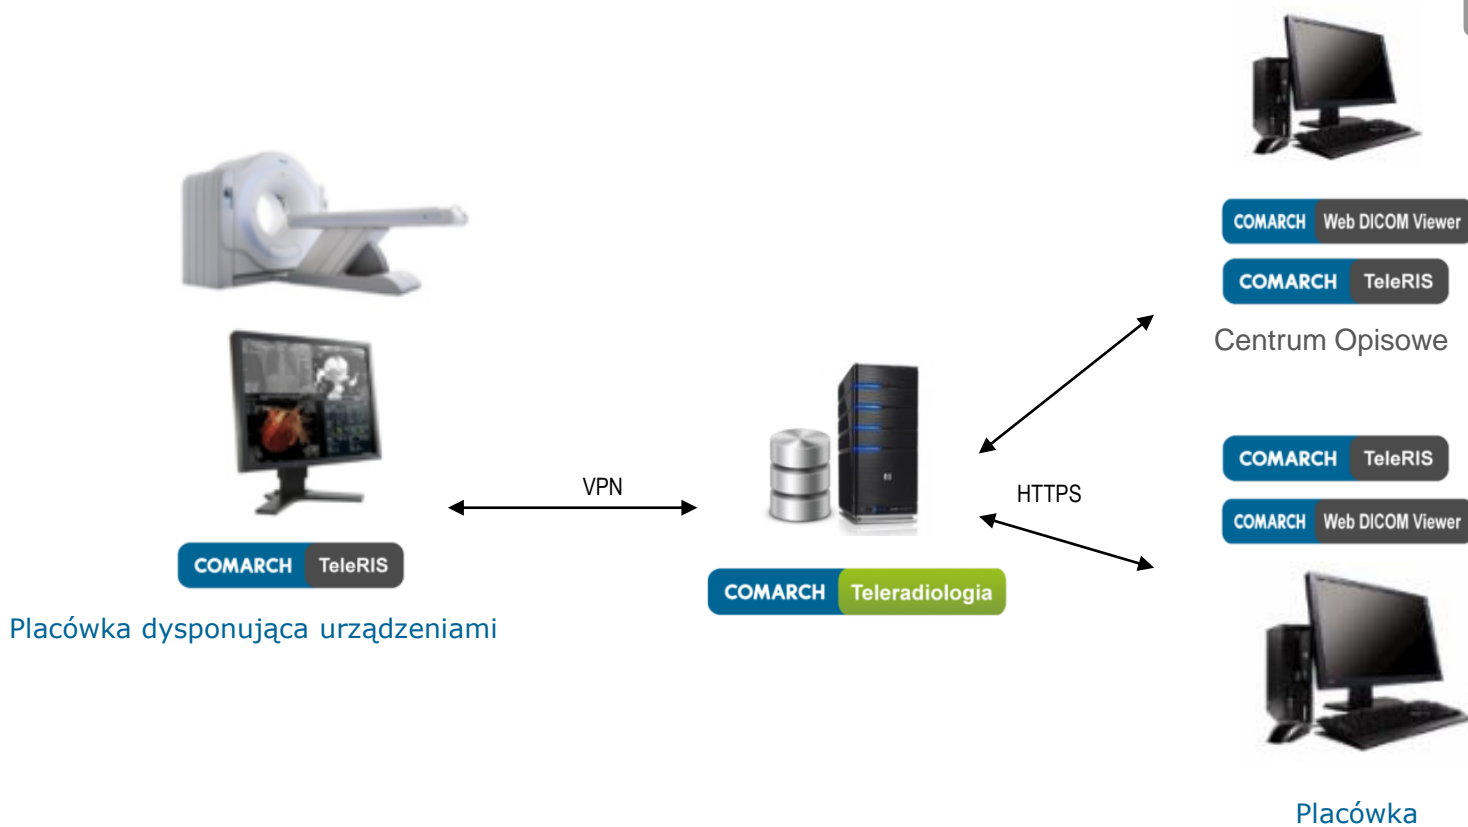 COMARCH Web DICOM Viewer
COMARCH TeleRIS
Centrum Opisowe
COMARCH TeleRIS
VPN
HTTPS
COMARCH Web DICOM Viewer
COMARCH TeleRIS
COMARCH Teleradiologia
Placówka dysponująca urządzeniami
Placówka